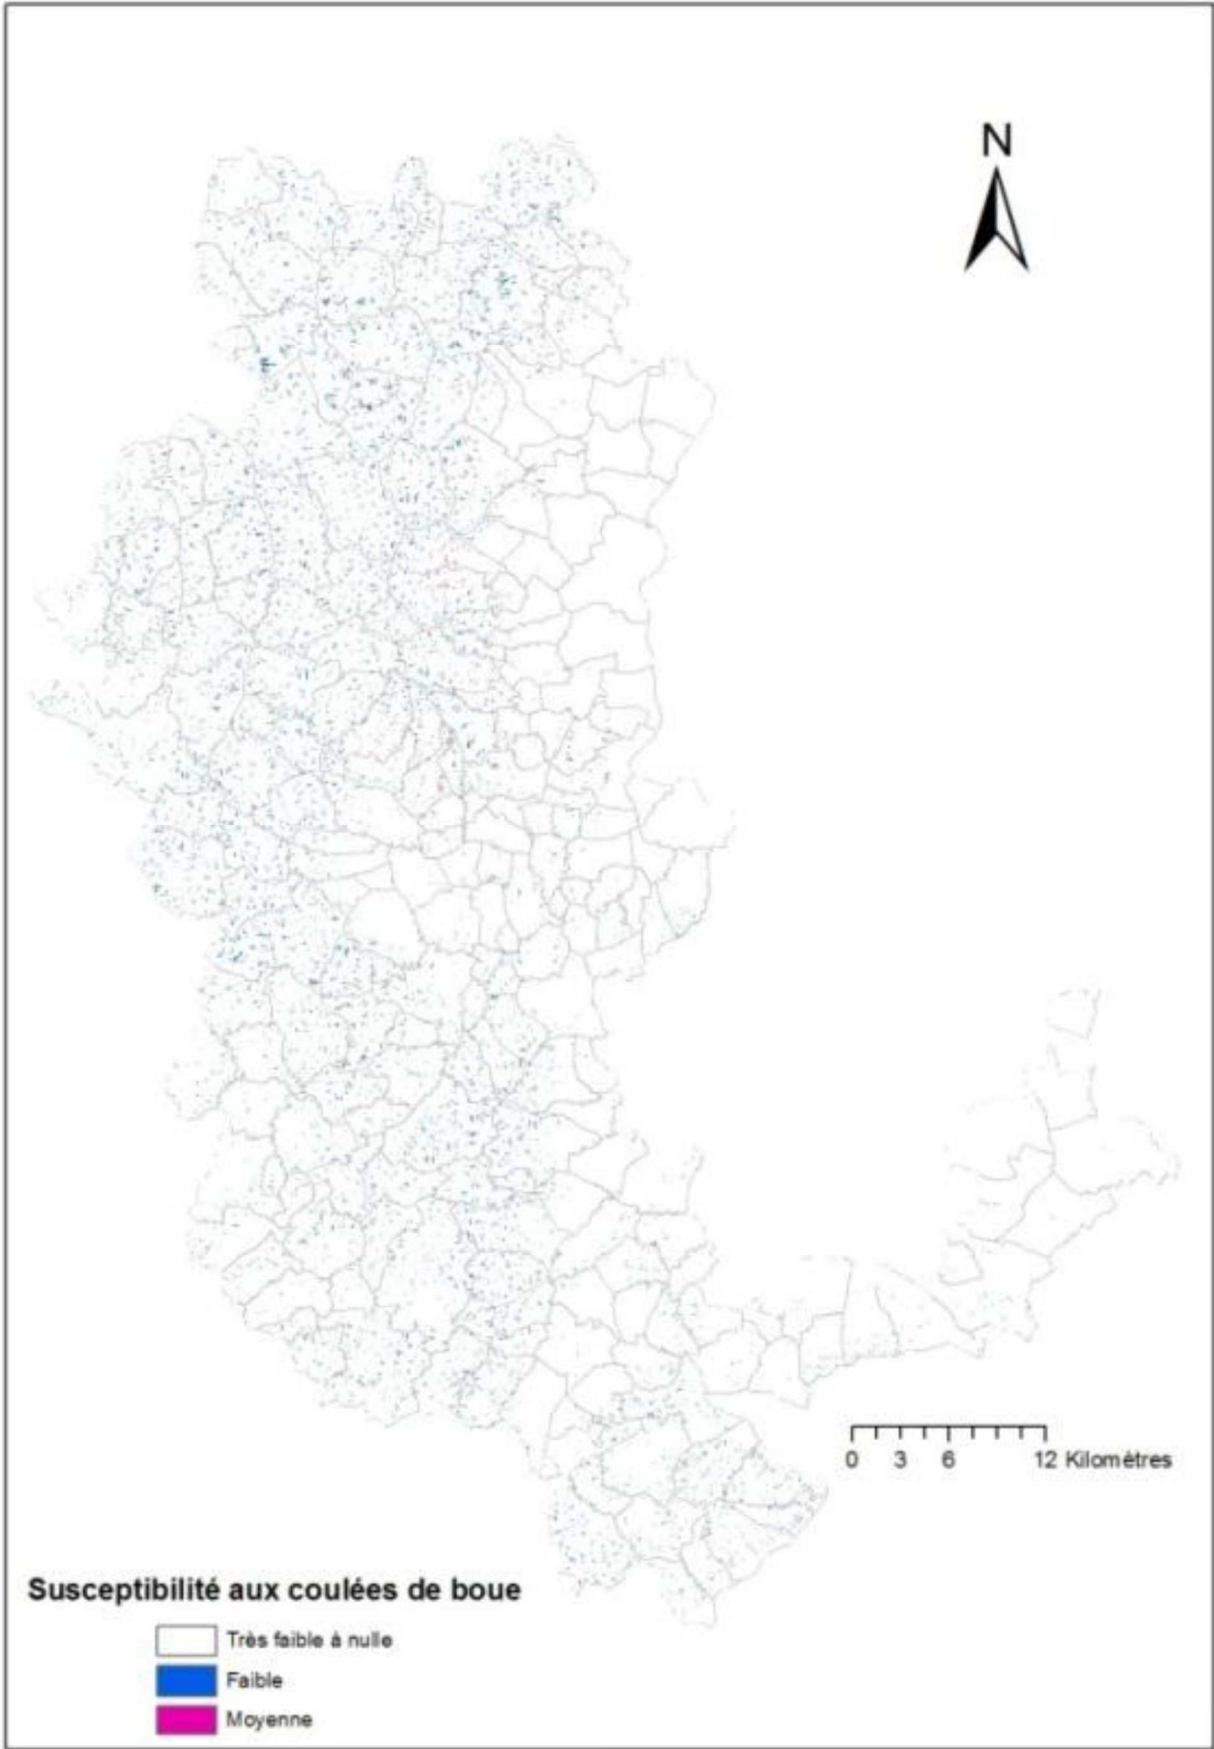 N
0 3 6 12 Kilomètres
Susceptibilité aux coulées de boue
Très faible à nulle
Faible
Moyenne